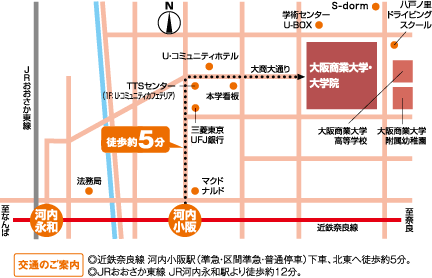 S-dorm
八戸ノ里
ドライビング
スクール
学術センター
U-BOX
N
U・コミュニティホテル
大商大通り
大阪商業大学・
大学院
TTSセンター
(1F U・コミュニティカフェテリア)
本学看板
三菱東京
UFJ銀行
大阪商業大学
高等学校
大阪商業大学
附属幼稚園
JRおおさか東線
徒歩約5分
法務局
マクド
ナルド
至なんば
河内
永和
河内
小阪
近鉄奈良線
至奈良
交通のご案内
◎近鉄奈良線 河内小阪駅(準急・区間準急・普通停車)下車、北東へ徒歩約5分。
◎JRおおさか東線 JR河内永和駅より徒歩約12分。